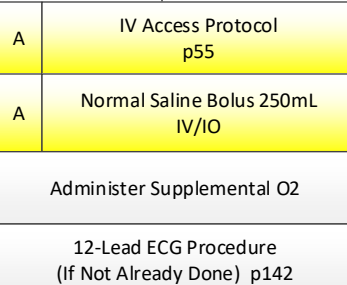 A
IV Access Protocol
p55
A
Normal Saline Bolus 250mL
IV/IO
Administer Supplemental O2
12-Lead ECG Procedure
(If Not Already Done) p142